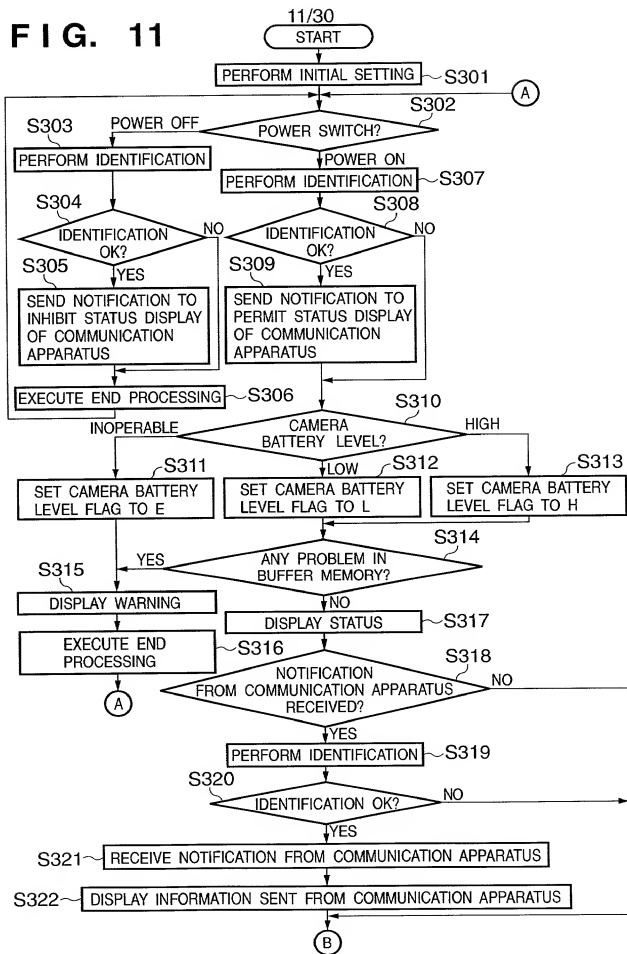 11/30
FIG. 11
START
PERFORM INITIAL SETTING
S301
A
S302
POWER SWITCH?
POWER OFF
POWER ON
S303
PERFORM IDENTIFICATION
PERFORM IDENTIFICATION
S307
S304
IDENTIFICATION
OK?
NO
YES
S308
IDENTIFICATION
OK?
NO
YES
S305
SEND NOTIFICATION TO
INHIBIT STATUS DISPLAY
OF COMMUNICATION
APPARATUS
S309
SEND NOTIFICATION TO
PERMIT STATUS DISPLAY
OF COMMUNICATION
APPARATUS
EXECUTE END PROCESSING
S306
S310
CAMERA
BATTERY LEVEL?
INOPERABLE
LOW
HIGH
S311
SET CAMERA BATTERY
LEVEL FLAG TO E
S312
SET CAMERA BATTERY
LEVEL FLAG TO L
S313
SET CAMERA BATTERY
LEVEL FLAG TO H
S314
ANY PROBLEM IN
BUFFER MEMORY?
YES
NO
S315
DISPLAY WARNING
DISPLAY STATUS
S317
EXECUTE END
PROCESSING
S316
A
S318
NOTIFICATION
FROM COMMUNICATION APPARATUS
RECEIVED?
NO
YES
PERFORM IDENTIFICATION
S319
S320
IDENTIFICATION OK?
NO
YES
S321
RECEIVE NOTIFICATION FROM COMMUNICATION APPARATUS
S322
DISPLAY INFORMATION SENT FROM COMMUNICATION APPARATUS
B